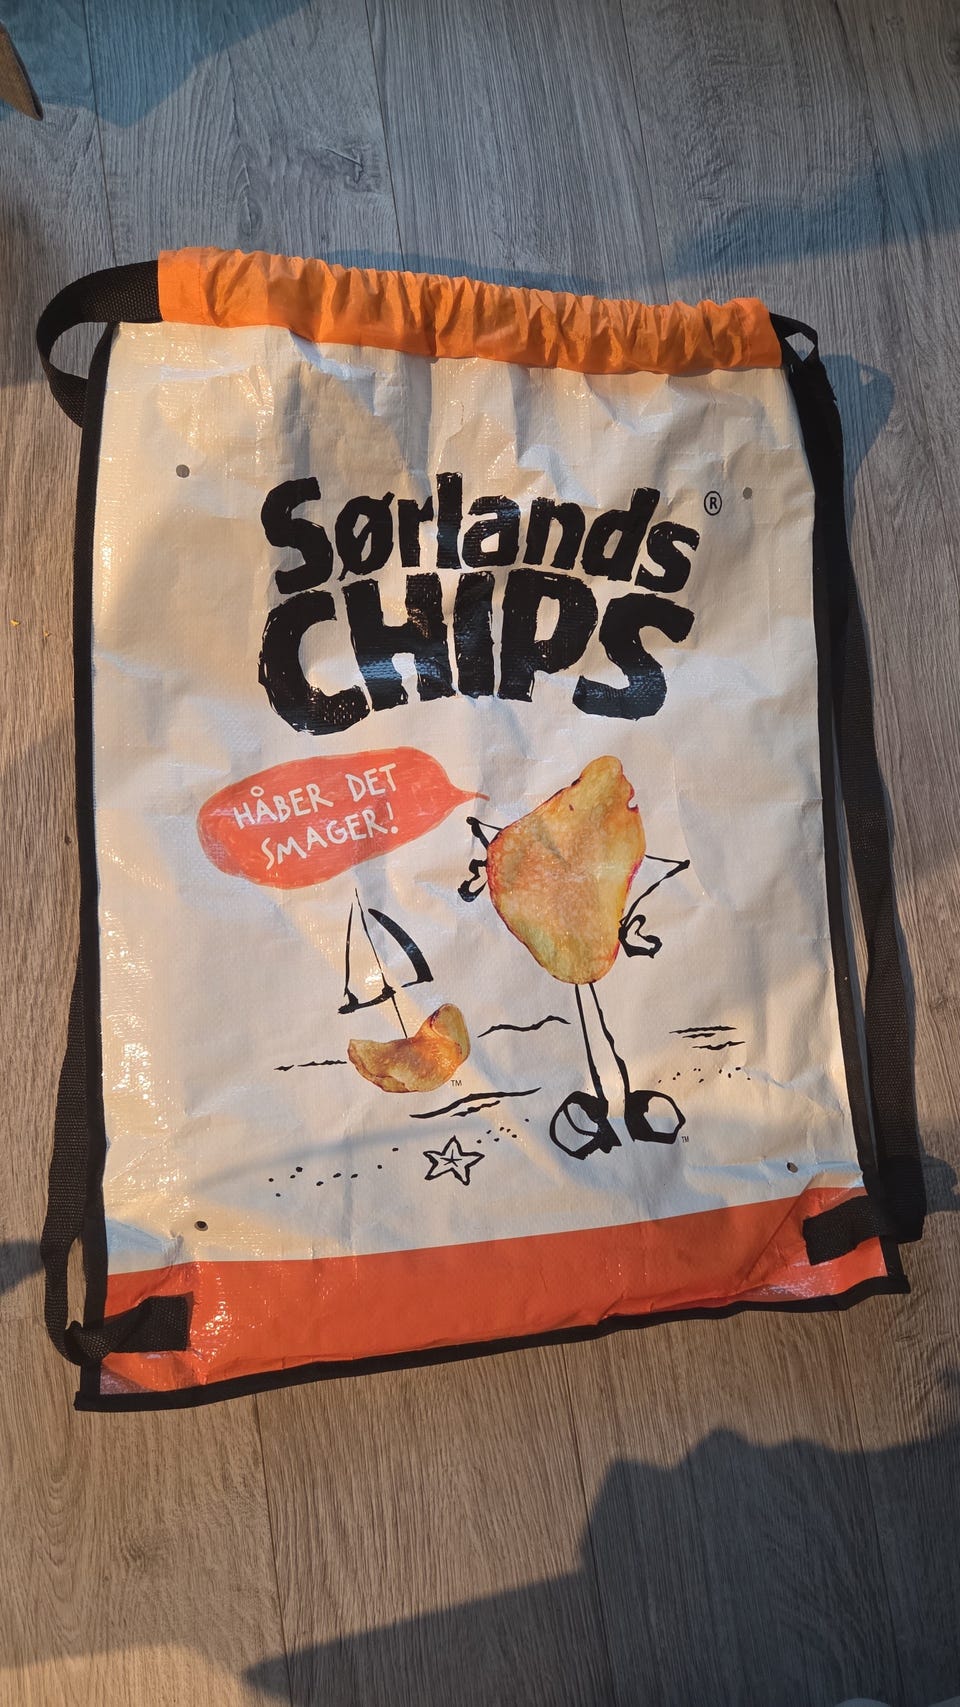 Sørlands ®
CHIPS
HÅBER DET
SMAGER!
TM
TM